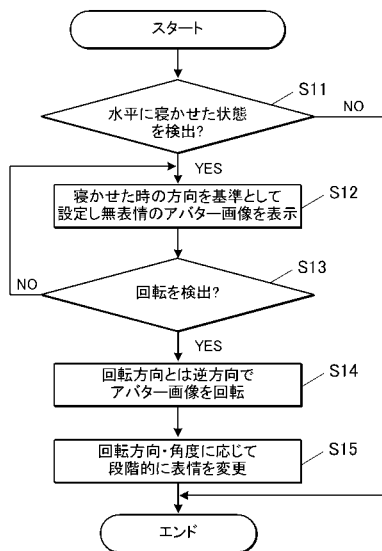 スタート
S11
水平に寝かせた状態
を検出?
NO
YES
S12
寝かせた時の方向を基準として
設定し無表情のアバター画像を表示
S13
回転を検出?
NO
YES
S14
回転方向とは逆方向で
アバター画像を回転
S15
回転方向・角度に応じて
段階的に表情を変更
エンド